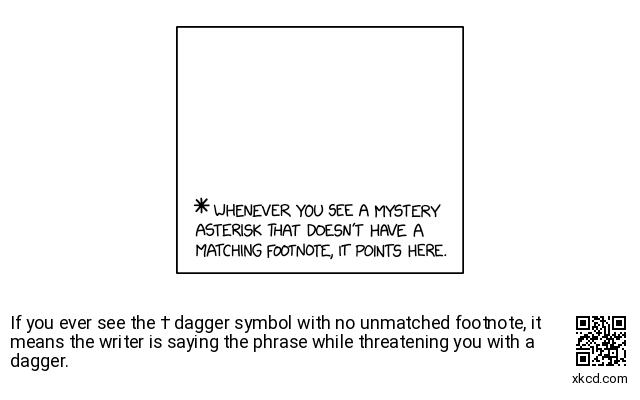 * WHENEVER YOU SEE A MYSTERY
ASTERISK THAT DOESN'T HAVE A
MATCHING FOOTNOTE, IT POINTS HERE.
If you ever see the † dagger symbol with no unmatched footnote, it
means the writer is saying the phrase while threatening you with a
dagger.
xkcd.com